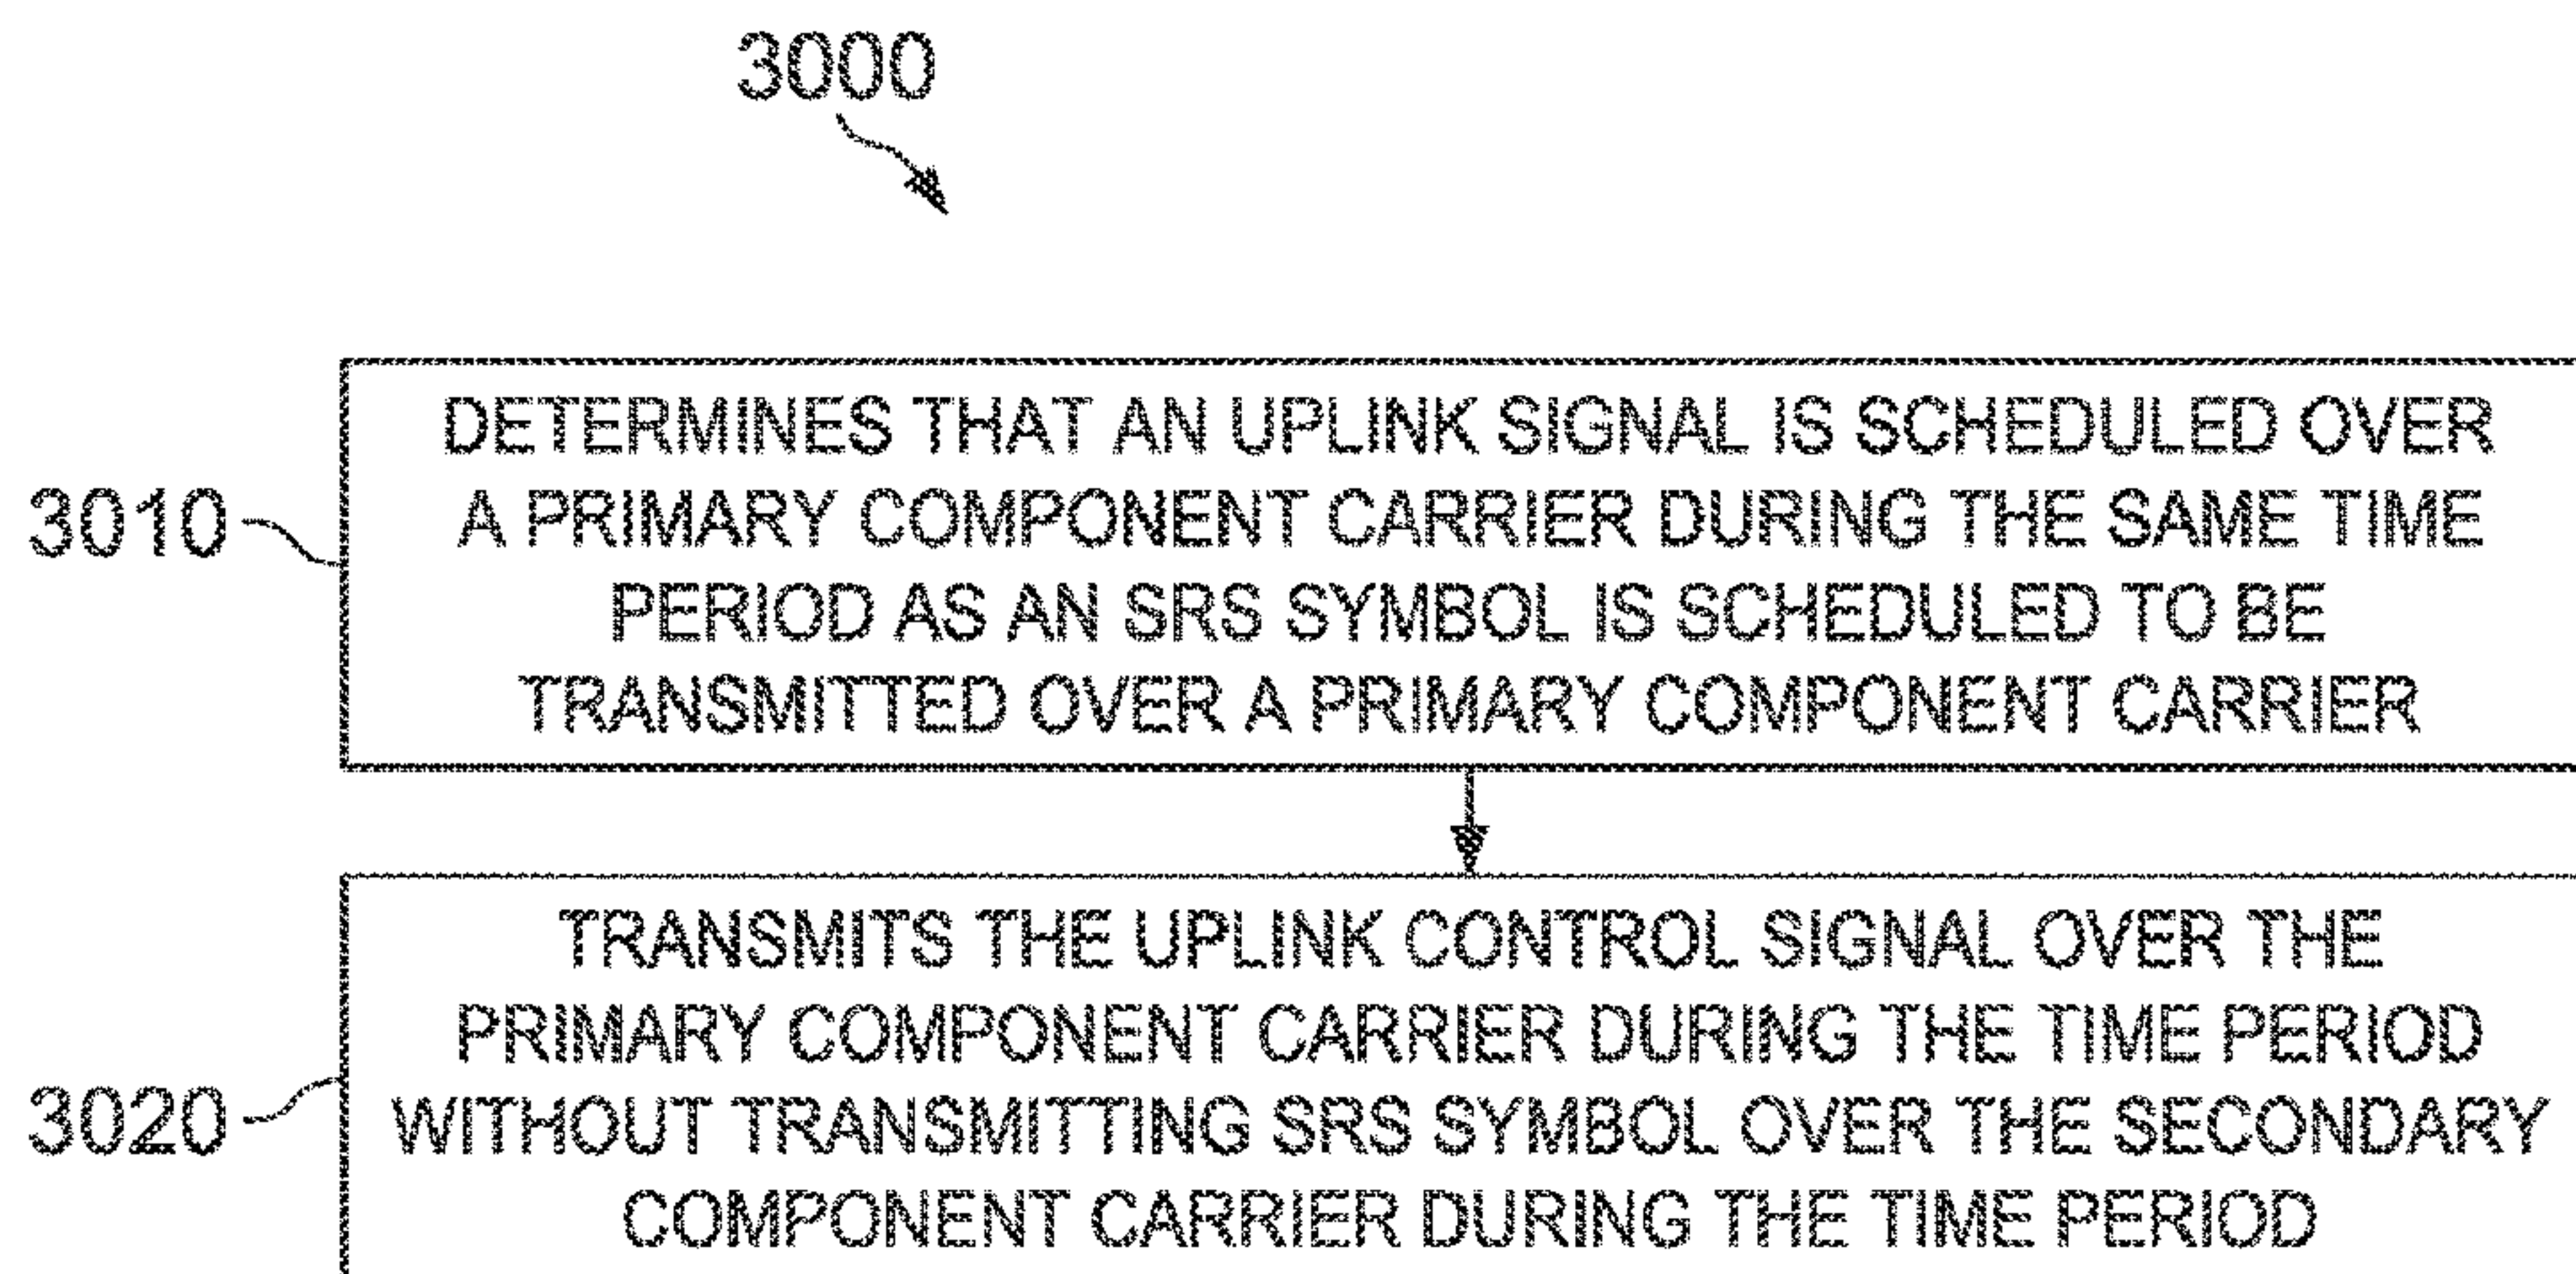 3000
3010
DETERMINES THAT AN UPLINK SIGNAL IS SCHEDULED OVER
A PRIMARY COMPONENT CARRIER DURING THE SAME TIME
PERIOD AS AN SRS SYMBOL IS SCHEDULED TO BE
TRANSMITTED OVER A PRIMARY COMPONENT CARRIER
3020
TRANSMITS THE UPLINK CONTROL SIGNAL OVER THE
PRIMARY COMPONENT CARRIER DURING THE TIME PERIOD
WITHOUT TRANSMITTING SRS SYMBOL OVER THE SECONDARY
COMPONENT CARRIER DURING THE TIME PERIOD